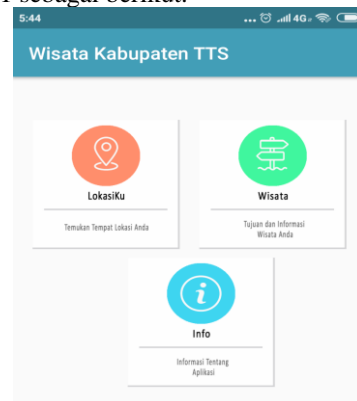 sebagai berikut.
5:44 ... 4G
Wisata Kabupaten TTS
LokasiKu
Temukan Tempat Lokasi Anda
Wisata
Tujuan dan Informasi
Wisata Anda
Info
Informasi Tentang
Aplikasi